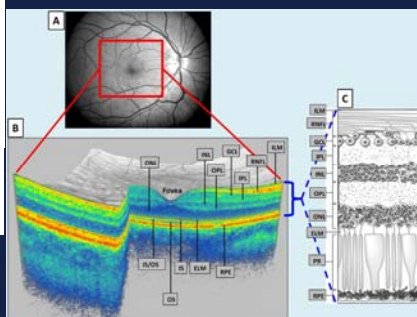 A
B
ONL
Fovea
INL
OPL
GCL
IPL
RNFL
ILM
IS/OS
OS
IS
ELM
RPE
C
ILM
RNFL
GCL
IPL
INL
OPL
ONL
ELM
PR
RPE